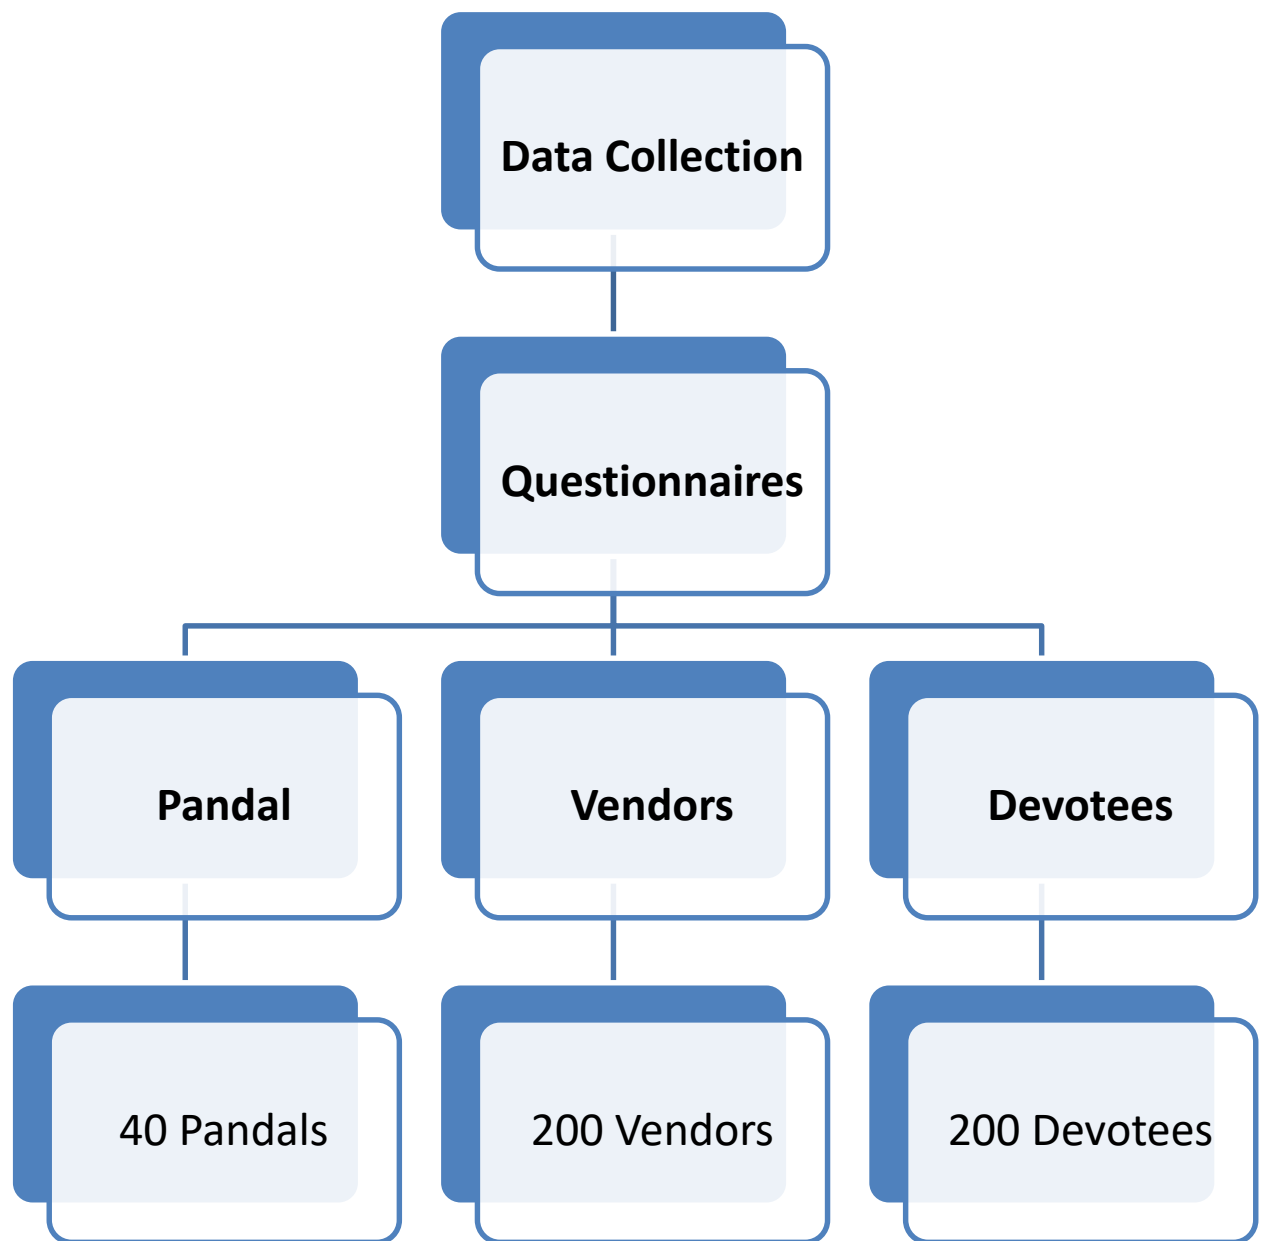 Data Collection
Questionnaires
Pandal
Vendors
Devotees
40 Pandals
200 Vendors
200 Devotees